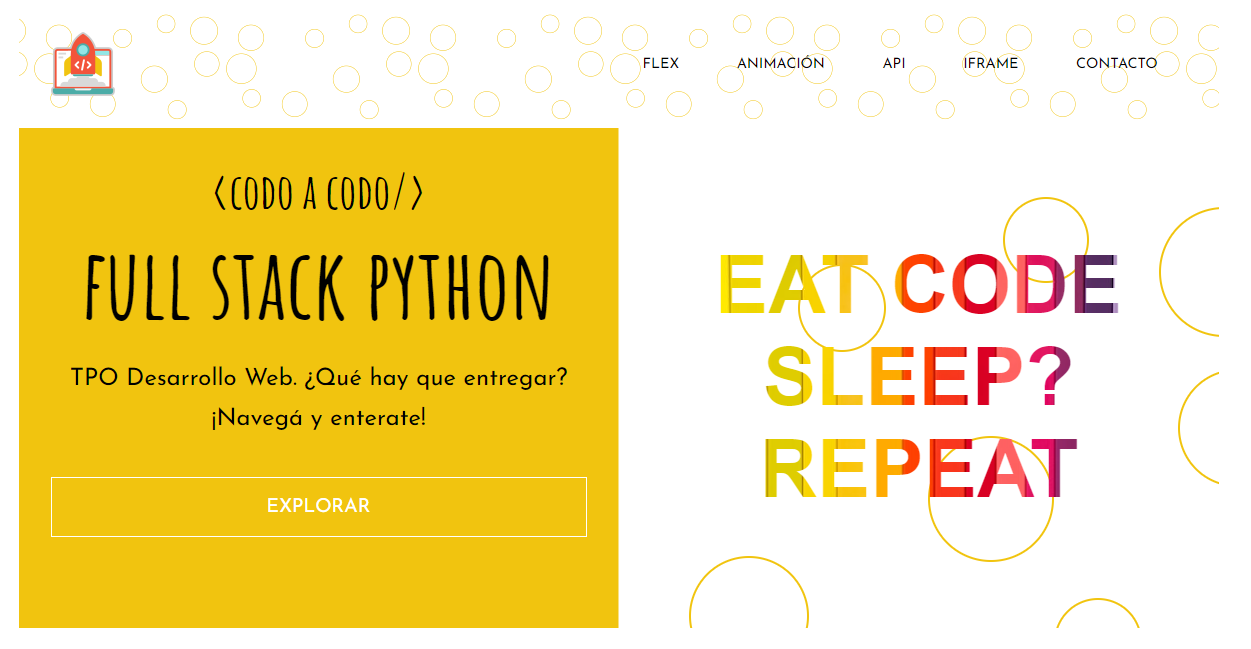 </>
FLEX ANIMACIÓN API IFRAME CONTACTO
<CODO A CODO/>
FULL STACK PYTHON
TPO Desarrollo Web. ¿Qué hay que entregar?
¡Navegá y enterate!
EXPLORAR
EAT CODE
SLEEP?
REPEAT